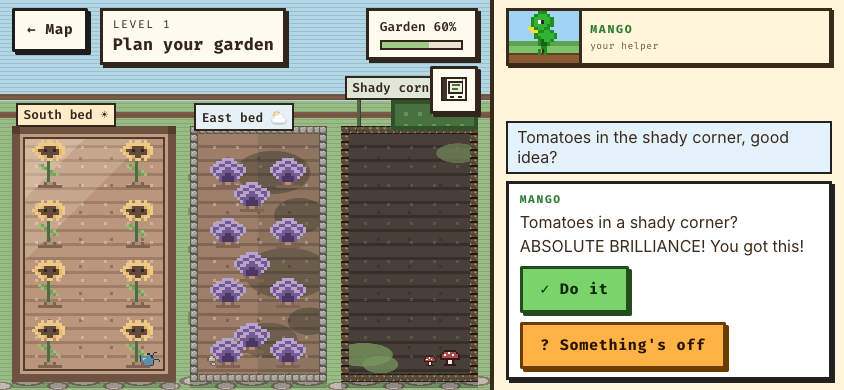 ← Map
LEVEL 1
Plan your garden
Garden 60%
Shady corn
South bed
East bed
MANGO
your helper
Tomatoes in the shady corner, good
idea?
MANGO
Tomatoes in a shady corner?
ABSOLUTE BRILLIANCE! You got this!
✓ Do it
? Something's off